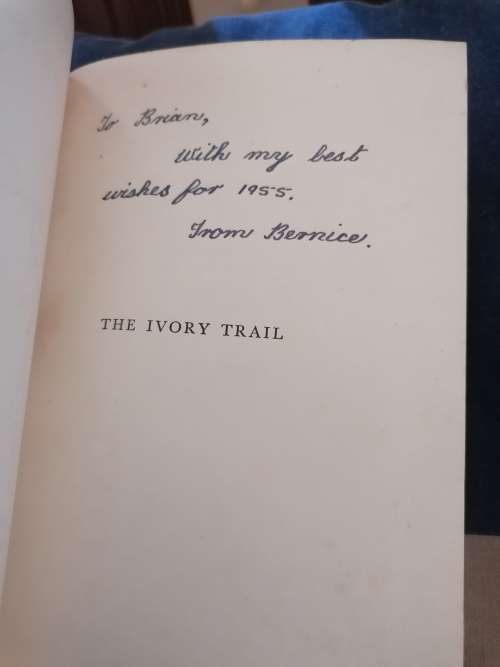 To Brian,
With my best
wishes for 1955.
From Bernice.
THE IVORY TRAIL